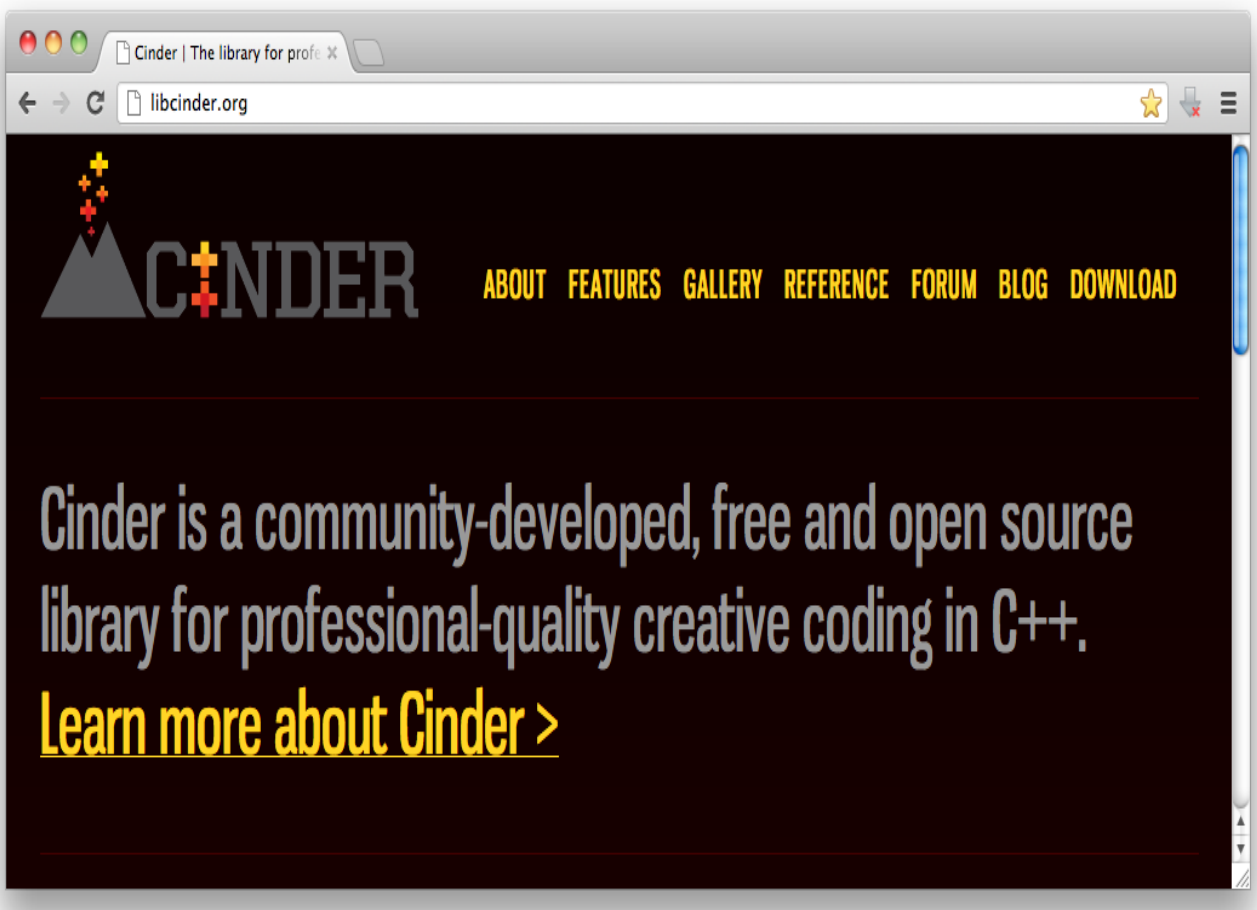 Cinder | The library for profe
libcinder.org
CINDER
ABOUT FEATURES GALLERY REFERENCE FORUM BLOG DOWNLOAD
Cinder is a community-developed, free and open source
library for professional-quality creative coding in C++.
Learn more about Cinder >